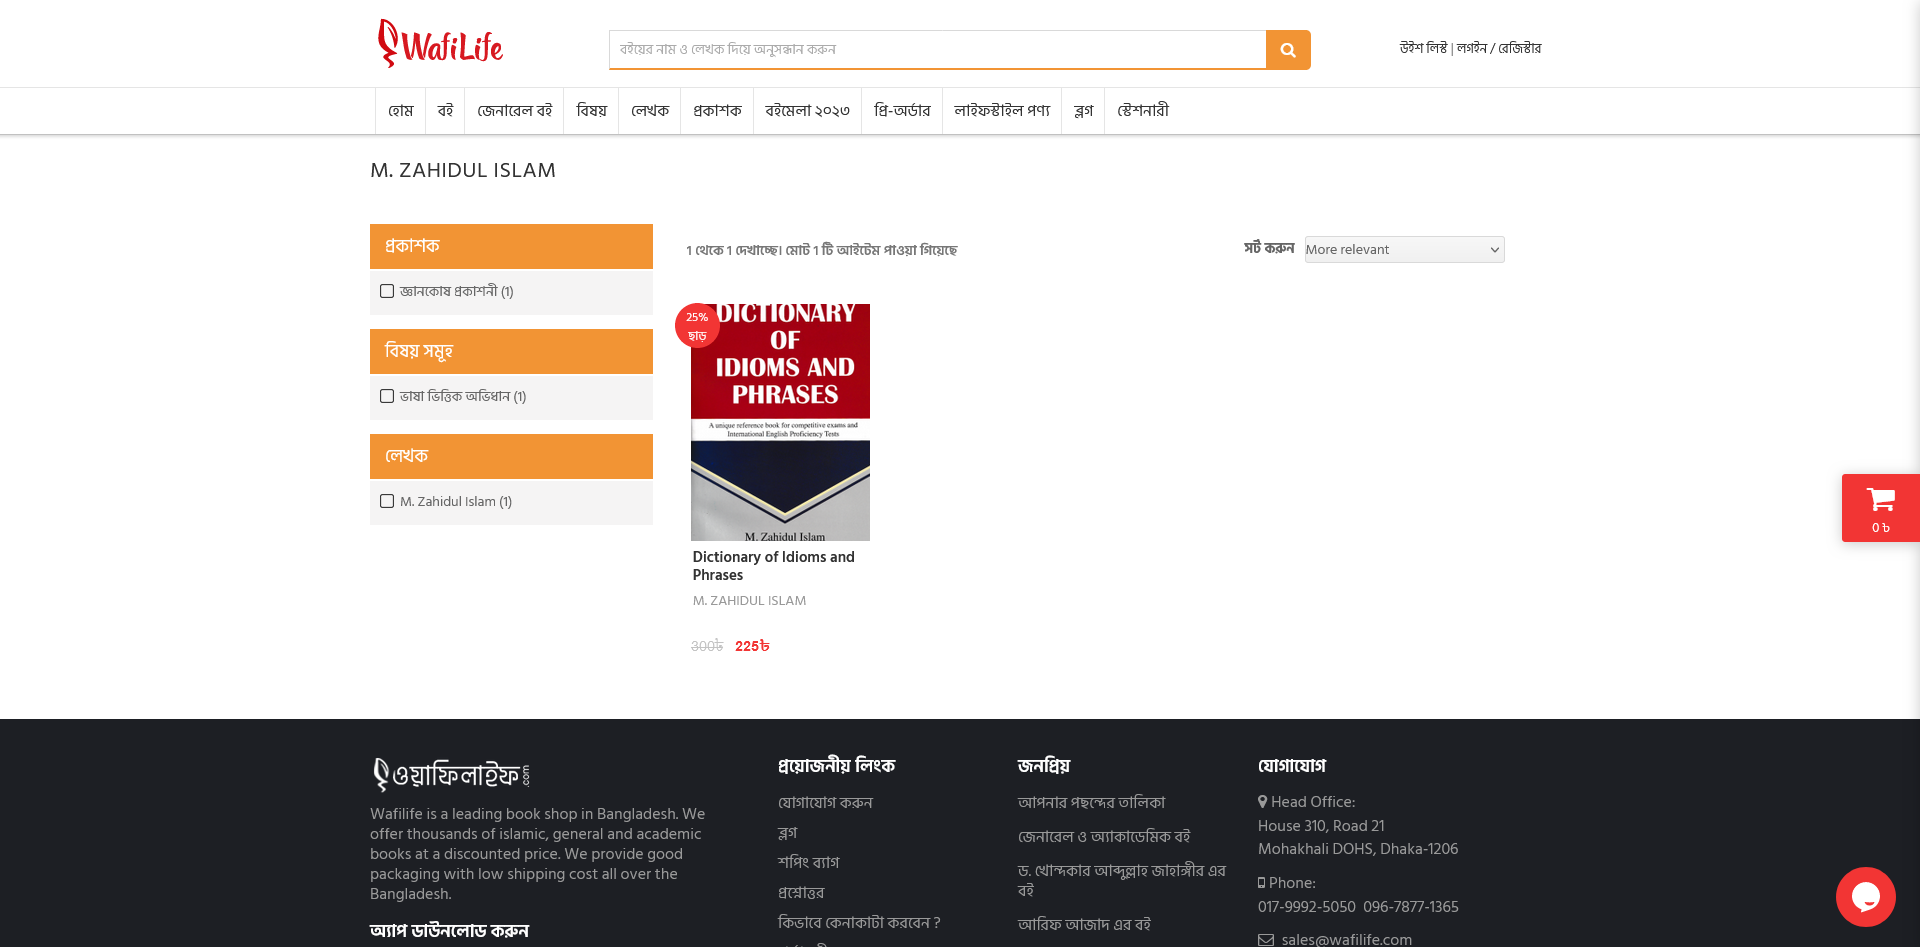 WafiLife
বইয়ের নাম ও লেখক দিয়ে অনুসন্ধান করুন
উইশ লিস্ট | লগইন / রেজিস্টার
হোম
বই
জেনারেল বই
বিষয়
লেখক
প্রকাশক
বইমেলা ২০২৩
প্রি-অর্ডার
লাইফস্টাইল পণ্য
ব্লগ
স্টেশনারী
M. ZAHIDUL ISLAM
প্রকাশক
জ্ঞানকোষ প্রকাশনী (1)
বিষয় সমূহ
ভাষা ভিত্তিক অভিধান (1)
লেখক
M. Zahidul Islam (1)
1 থেকে 1 দেখাচ্ছে। মোট 1 টি আইটেম পাওয়া গিয়েছে
সর্ট করুন
More relevant
25%
ছাড়
DICTIONARY
OF
IDIOMS AND
PHRASES
A unique reference book for competitive exams and
International English Proficiency Tests
M. Zahidul Islam
Dictionary of Idioms and
Phrases
M. ZAHIDUL ISLAM
300৳ 225৳
0 ৳
ওয়াফিলাইফ.com
Wafilife is a leading book shop in Bangladesh. We
offer thousands of islamic, general and academic
books at a discounted price. We provide good
packaging with low shipping cost all over the
Bangladesh.
অ্যাপ ডাউনলোড করুন
প্রয়োজনীয় লিংক
যোগাযোগ করুন
ব্লগ
শপিং ব্যাগ
প্রশ্নোত্তর
কিভাবে কেনাকাটা করবেন ?
জনপ্রিয়
আপনার পছন্দের তালিকা
জেনারেল ও অ্যাকাডেমিক বই
ড. খোন্দকার আব্দুল্লাহ জাহাঙ্গীর এর
বই
আরিফ আজাদ এর বই
যোগাযোগ
Head Office:
House 310, Road 21
Mohakhali DOHS, Dhaka-1206
Phone:
017-9992-5050 096-7877-1365
sales@wafilife.com